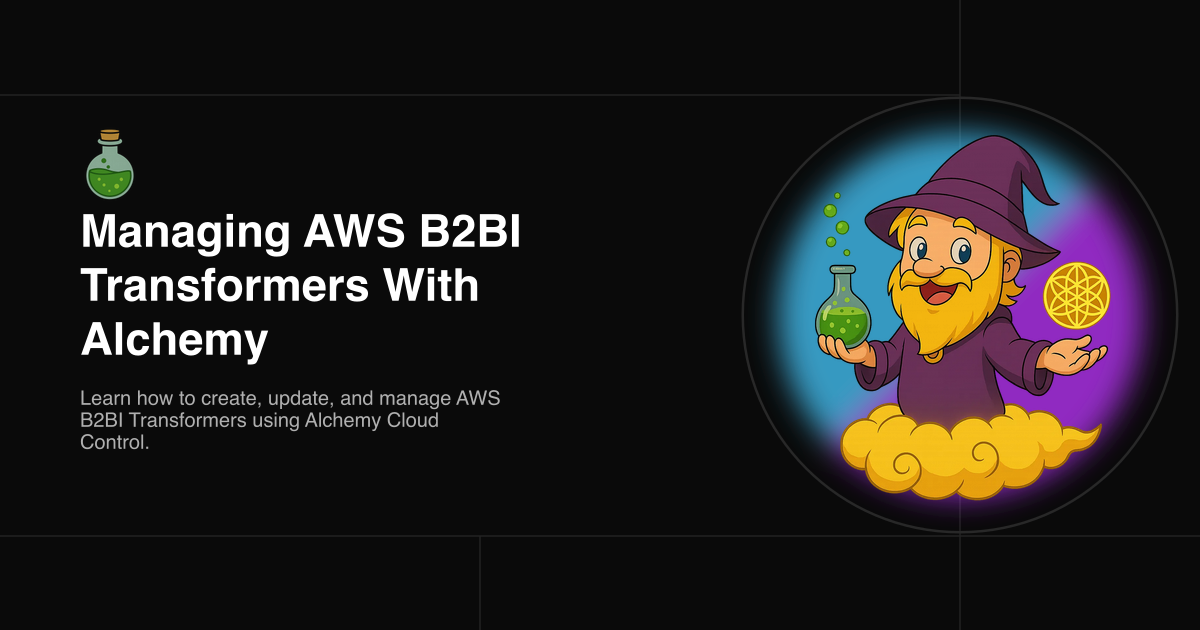 Managing AWS B2BI
Transformers With
Alchemy
Learn how to create, update, and manage AWS
B2BI Transformers using Alchemy Cloud
Control.